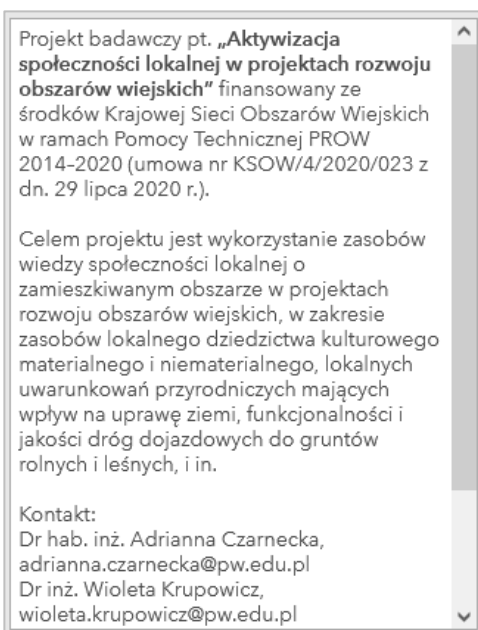 Projekt badawczy pt. „Aktywizacja
społeczności lokalnej w projektach rozwoju
obszarów wiejskich” finansowany ze
środków Krajowej Sieci Obszarów Wiejskich
w ramach Pomocy Technicznej PROW
2014–2020 (umowa nr KSOW/4/2020/023 z
dn. 29 lipca 2020 r.).
Celem projektu jest wykorzystanie zasobów
wiedzy społeczności lokalnej o
zamieszkiwanym obszarze w projektach
rozwoju obszarów wiejskich, w zakresie
zasobów lokalnego dziedzictwa kulturowego
materialnego i niematerialnego, lokalnych
uwarunkowań przyrodniczych mających
wpływ na uprawę ziemi, funkcjonalności i
jakości dróg dojazdowych do gruntów
rolnych i leśnych, i in.
Kontakt:
Dr hab. inż. Adrianna Czarnecka,
adrianna.czarnecka@pw.edu.pl
Dr inż. Wioleta Krupowicz,
wioleta.krupowicz@pw.edu.pl